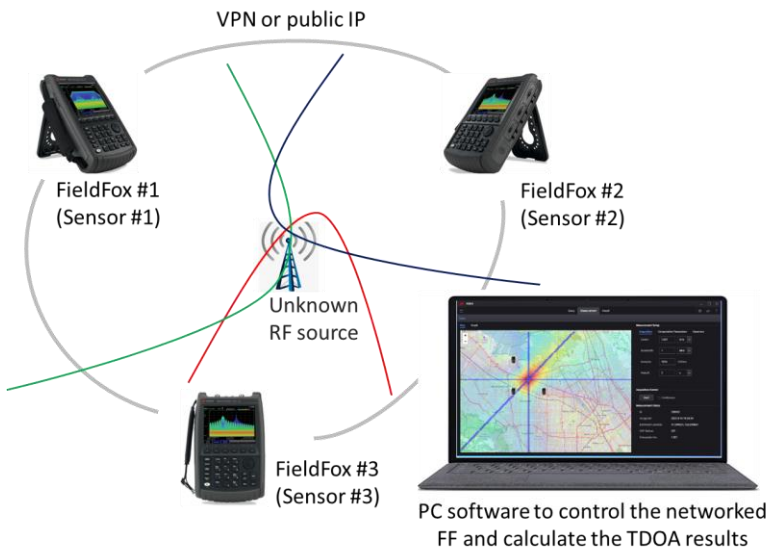 VPN or public IP
FieldFox #1
(Sensor #1)
FieldFox #2
(Sensor #2)
Unknown
RF source
FieldFox #3
(Sensor #3)
PC software to control the networked
FF and calculate the TDOA results